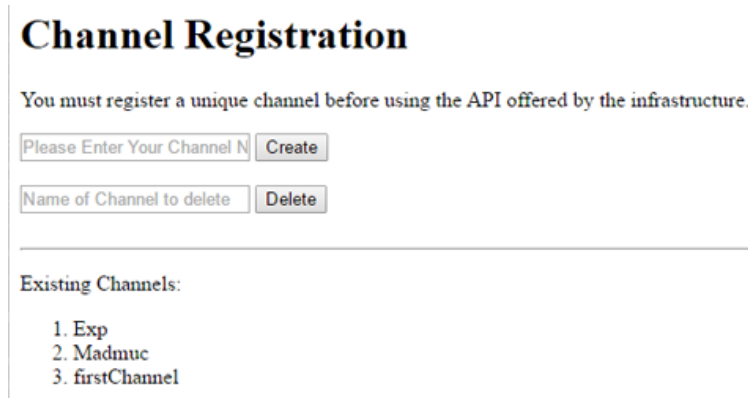 Channel Registration
You must register a unique channel before using the API offered by the infrastructure.
Please Enter Your Channel N Create
Name of Channel to delete Delete
Existing Channels:
1. Exp
2. Madmuc
3. firstChannel